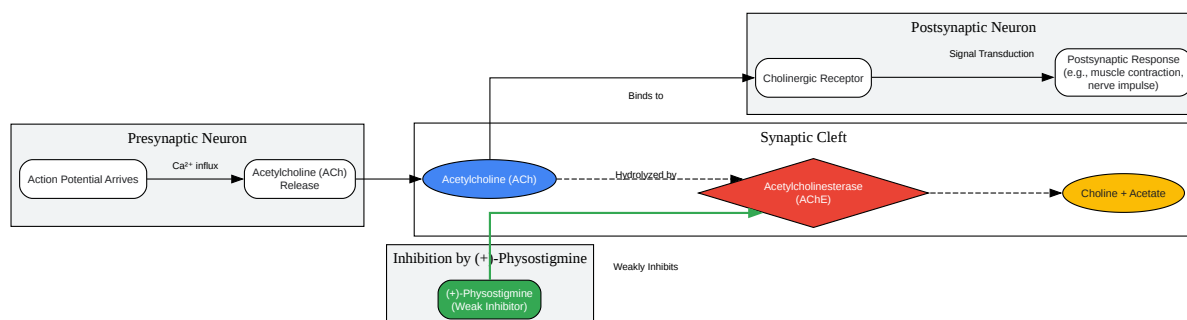 Postsynaptic Neuron
Signal Transduction
Cholinergic Receptor
Postsynaptic Response
(e.g., muscle contraction,
nerve impulse)
Binds to
Presynaptic Neuron
Ca²⁺ influx
Action Potential Arrives
Acetylcholine (ACh)
Release
Synaptic Cleft
Acetylcholine (ACh)
Hydrolyzed by
Acetylcholinesterase
(AChE)
Choline + Acetate
Inhibition by (+)-Physostigmine
Weakly Inhibits
(+)-Physostigmine
(Weak Inhibitor)